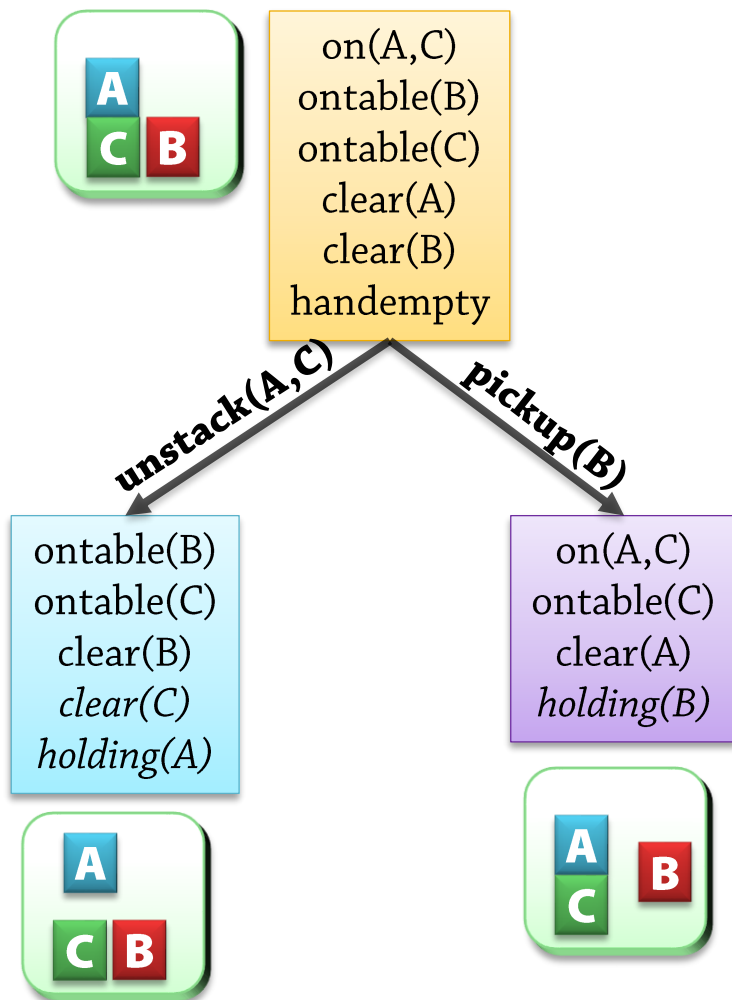 A
C B
on(A,C)
ontable(B)
ontable(C)
clear(A)
clear(B)
handempty
unstack(A,C)
pickup(B)
ontable(B)
ontable(C)
clear(B)
clear(C)
holding(A)
on(A,C)
ontable(C)
clear(A)
holding(B)
A
C B
A
B
C